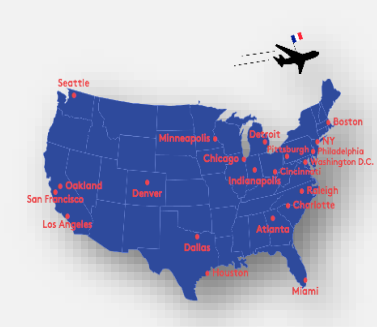 Seattle
Boston
Minneapolis
Detroit
NY
Pittsburgh
Philadelphia
Chicago
Washington D.C.
Cincinnati
Indianapolis
Oakland
Denver
Raleigh
San Francisco
Charlotte
Los Angeles
Atlanta
Dallas
Houston
Miami